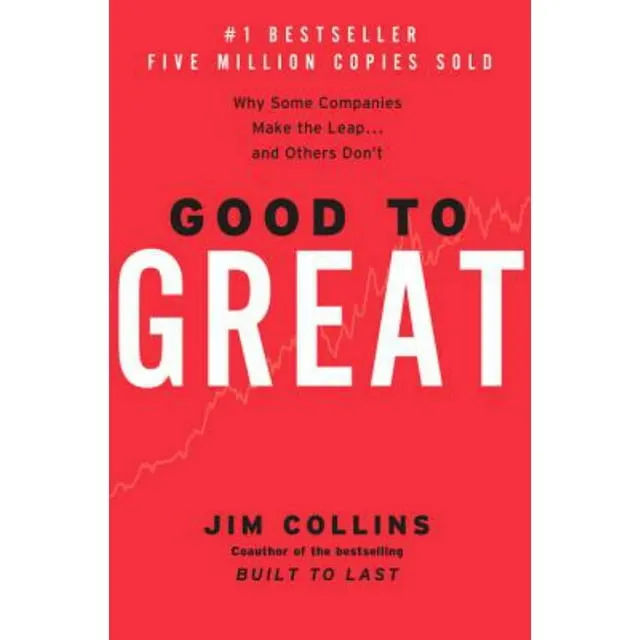 #1 BESTSELLER
FIVE MILLION COPIES SOLD
Why Some Companies
Make the Leap...
and Others Don't
GOOD TO
GREAT
JIM COLLINS
Coauthor of the bestselling
BUILT TO LAST